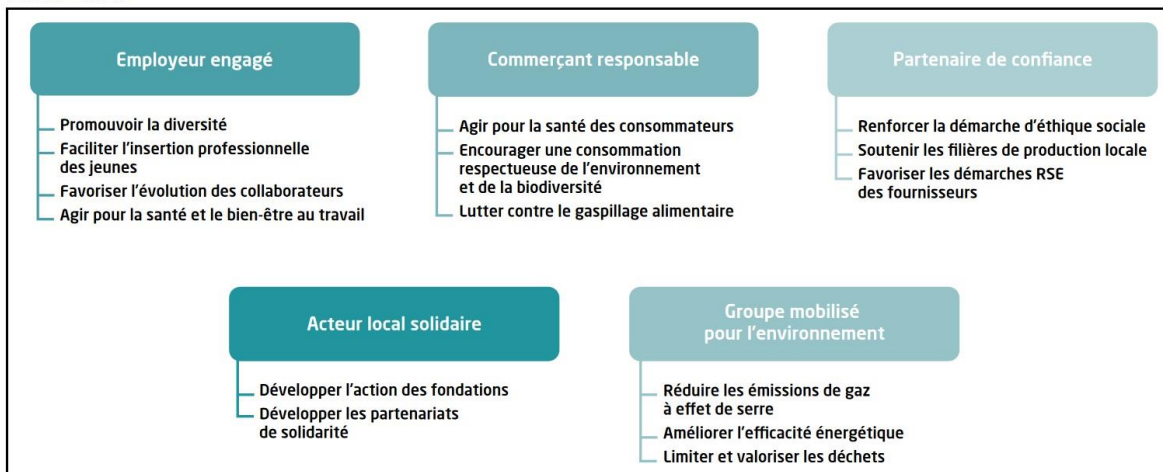 Employeur engagé
Promouvoir la diversité
Faciliter l'insertion professionnelle
des jeunes
Favoriser l'évolution des collaborateurs
Agir pour la santé et le bien-être au travail
Commerçant responsable
Agir pour la santé des consommateurs
Encourager une consommation
respectueuse de l'environnement
et de la biodiversité
Lutter contre le gaspillage alimentaire
Partenaire de confiance
Renforcer la démarche d'éthique sociale
Soutenir les filières de production locale
Favoriser les démarches RSE
des fournisseurs
Acteur local solidaire
Développer l'action des fondations
Développer les partenariats
de solidarité
Groupe mobilisé
pour l'environnement
Réduire les émissions de gaz
à effet de serre
Améliorer l'efficacité énergétique
Limiter et valoriser les déchets